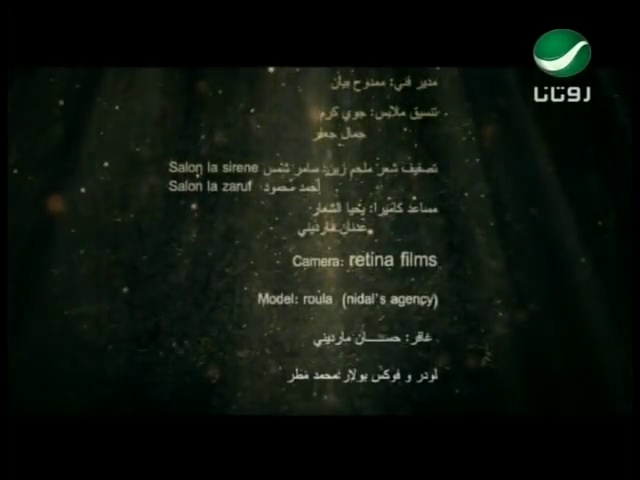 روتانا
مدير فني: ممدوح بيان
تنسيق ملابس: جوي كرم
جمال جعفر
تصفيف شعر ملحم زين: سامر شمس Salon la sirene
أحمد محمود Salon la zaruf
مساعد كاميرا: يحيا الشعار
عدنان مارديني
Camera: retina films
Model: roula (nidal's agency)
غافر: حسان مارديني
لودر و فوكس بولار: محمد مطر